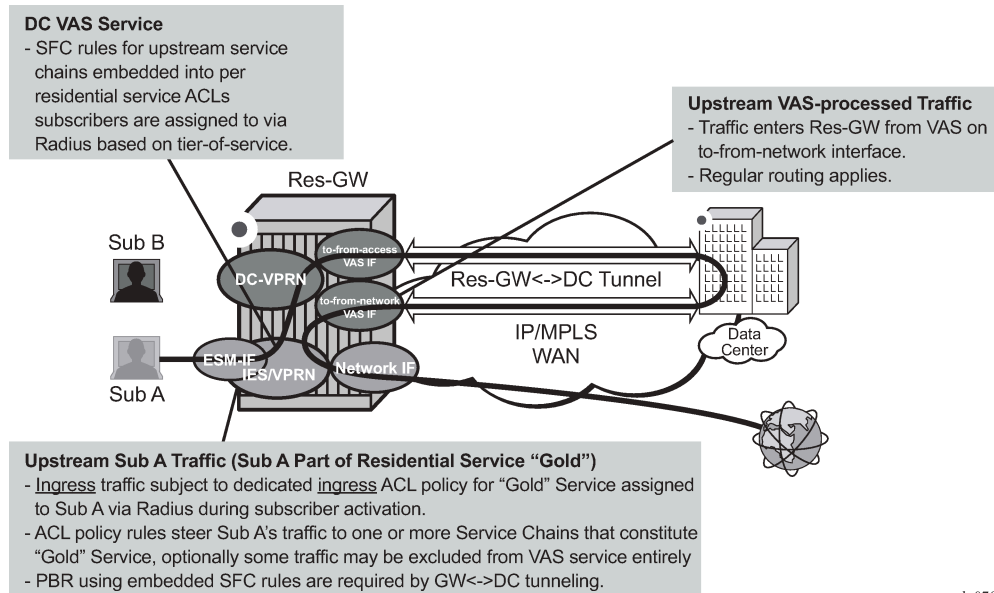 DC VAS Service
- SFC rules for upstream service
chains embedded into per
residential service ACLs
subscribers are assigned to via
Radius based on tier-of-service.
Upstream VAS-processed Traffic
- Traffic enters Res-GW from VAS on
to-from-network interface.
- Regular routing applies.
Res-GW
Sub B
to-from-access
VAS IF
DC-VPRN
Res-GW<->DC Tunnel
to-from-network
VAS IF
IP/MPLS
WAN
Data
Center
ESM-IF
IES/VPRN
Network IF
Sub A
Upstream Sub A Traffic (Sub A Part of Residential Service “Gold”)
- Ingress traffic subject to dedicated ingress ACL policy for “Gold” Service assigned
to Sub A via Radius during subscriber activation.
- ACL policy rules steer Sub A’s traffic to one or more Service Chains that constitute
“Gold” Service, optionally some traffic may be excluded from VAS service entirely
- PBR using embedded SFC rules are required by GW<->DC tunneling.